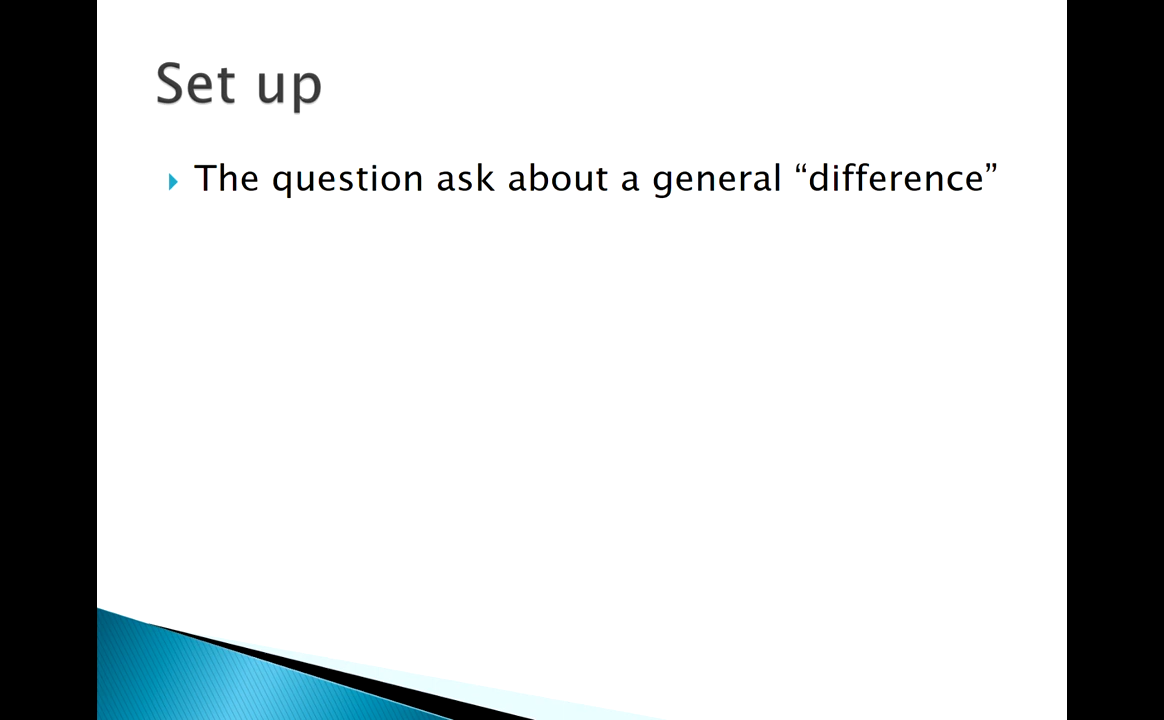 Set up
The question ask about a general “difference”